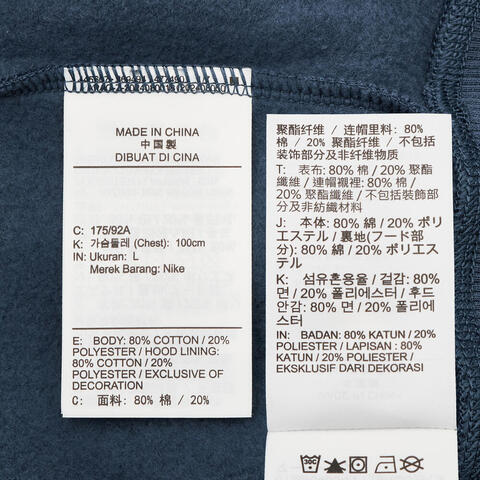 MADE IN CHINA
中国製
DIBUAT DI CINA
C: 175/92A
K: 가슴둘레 (Chest): 100cm
IN: Ukuran: L
Merek Barang: Nike
E: BODY: 80% COTTON / 20%
POLYESTER / HOOD LINING:
80% COTTON / 20%
POLYESTER / EXCLUSIVE OF
DECORATION
C: 面料: 80% 棉 / 20%
聚酯纤维 / 连帽里料: 80%
棉 / 20% 聚酯纤维 / 不包括
装饰部分及非纤维物质
T: 表布: 80% 棉 / 20% 聚酯
纖維 / 連帽襯裡: 80% 棉
/ 20% 聚酯纖維 / 不包括裝飾部分
及非紡織材料
J: 本体: 80% 綿 / 20% ポリ
エステル / 裏地(フード部
分): 80% 綿 / 20% ポリエス
テル
K: 섬유혼용율 / 겉감: 80%
면 / 20% 폴리에스터 / 후드
안감: 80% 면 / 20% 폴리에
스터
IN: BADAN: 80% KATUN / 20%
POLIESTER / LAPISAN : 80%
KATUN / 20% POLIESTER /
EKSKLUSIF DARI DEKORASI
30C